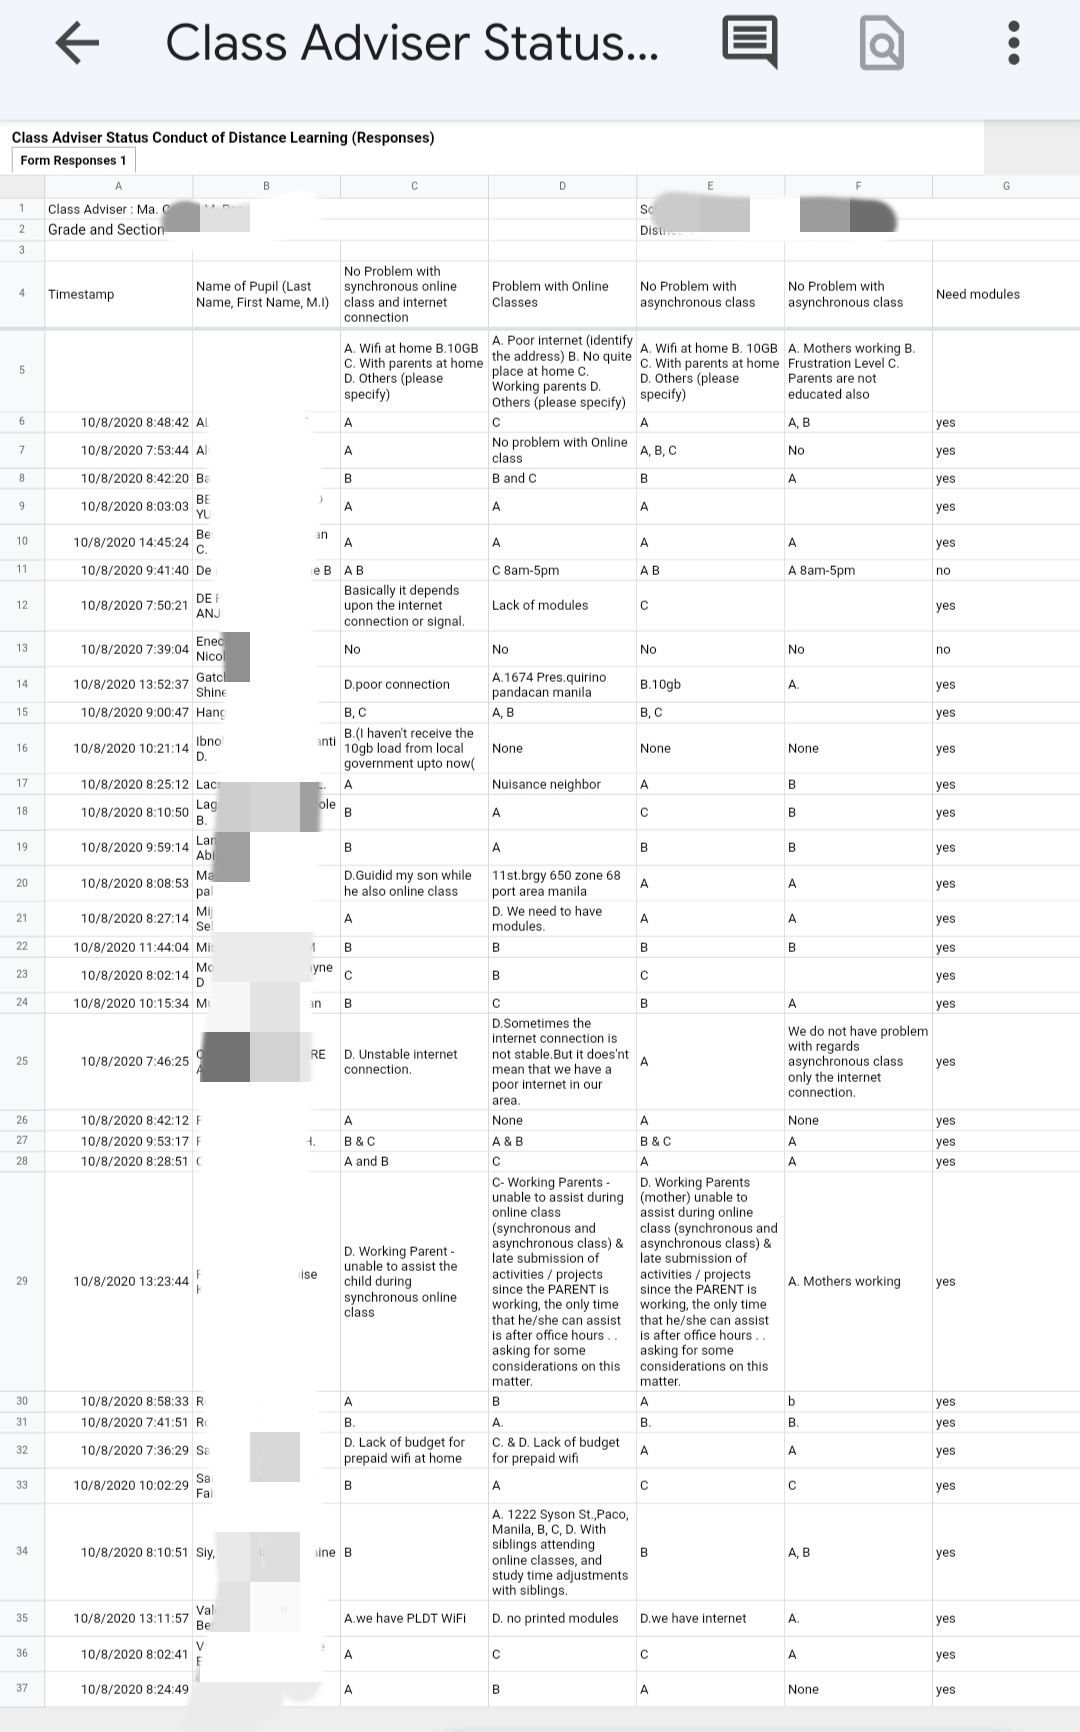 Class Adviser Status...
Class Adviser Status Conduct of Distance Learning (Responses)
Form Responses 1
A B C D E F G
1 Class Adviser : Ma.
2 Grade and Section
3
4 Timestamp
Name of Pupil (Last
Name, First Name, M.I)
No Problem with
synchronous online
class and internet
connection
Problem with Online
Classes
No Problem with
asynchronous class
No Problem with
asynchronous class
Need modules
5
A. Wifi at home B.10GB
C. With parents at home
D. Others (please
specify)
A. Poor internet (identify
the address) B. No quite
place at home C.
Working parents D.
Others (please specify)
A. Wifi at home B. 10GB
C. With parents at home
D. Others (please
specify)
A. Mothers working B.
Frustration Level C.
Parents are not
educated also
6 10/8/2020 8:48:42 A C A A, B yes
7 10/8/2020 7:53:44 A
No problem with Online
class
A, B, C No yes
8 10/8/2020 8:42:20 B B and C B A yes
9 10/8/2020 8:03:03 A A A yes
10 10/8/2020 14:45:24
C.
A A A A yes
11 10/8/2020 9:41:40 De B A B C 8am-5pm A B A 8am-5pm no
12 10/8/2020 7:50:21 DE
Basically it depends
upon the internet
connection or signal.
Lack of modules C yes
13 10/8/2020 7:39:04 No No No No no
14 10/8/2020 13:52:37
Shine
D.poor connection
A.1674 Pres.quirino
pandacan manila
B.10gb A. yes
15 10/8/2020 9:00:47 B, C A, B B, C yes
16 10/8/2020 10:21:14
D.
B.(I haven't receive the
10gb load from local
government upto now(
None None None yes
17 10/8/2020 8:25:12 A Nuisance neighbor A B yes
18 10/8/2020 8:10:50
B.
B A C B yes
19 10/8/2020 9:59:14 B A B B yes
20 10/8/2020 8:08:53
D.Guidid my son while
he also online class
11st.brgy 650 zone 68
port area manila
A A yes
21 10/8/2020 8:27:14 A
D. We need to have
modules.
A A yes
22 10/8/2020 11:44:04 B B B B yes
23 10/8/2020 8:02:14
D
C B C yes
24 10/8/2020 10:15:34 B C B A yes
25 10/8/2020 7:46:25
D. Unstable internet
connection.
D.Sometimes the
internet connection is
not stable.But it does'nt
mean that we have a
poor internet in our
area.
A
We do not have problem
with regards
asynchronous class
only the internet
connection.
yes
26 10/8/2020 8:42:12 A None A None yes
27 10/8/2020 9:53:17 H. B & C A & B B & C A yes
28 10/8/2020 8:28:51 A and B C A A yes
29 10/8/2020 13:23:44
D. Working Parent -
unable to assist the
child during
synchronous online
class
C- Working Parents -
unable to assist during
online class
(synchronous and
asynchronous class) &
late submission of
activities / projects
since the PARENT is
working, the only time
that he/she can assist
is after office hours . .
asking for some
considerations on this
matter.
D. Working Parents
(mother) unable to
assist during online
class (synchronous and
asynchronous class) &
late submission of
activities / projects
since the PARENT is
working, the only time
that he/she can assist
is after office hours . .
asking for some
considerations on this
matter.
A. Mothers working yes
30 10/8/2020 8:58:33 A B A b yes
31 10/8/2020 7:41:51 B. A. B. B. yes
32 10/8/2020 7:36:29
D. Lack of budget for
prepaid wifi at home
C. & D. Lack of budget
for prepaid wifi
A A yes
33 10/8/2020 10:02:29 B A C C yes
34 10/8/2020 8:10:51 Siy, B
A. 1222 Syson St.,Paco,
Manila, B, C, D. With
siblings attending
online classes, and
study time adjustments
with siblings.
B A, B yes
35 10/8/2020 13:11:57 A.we have PLDT WiFi D. no printed modules D.we have internet A. yes
36 10/8/2020 8:02:41 A C C A yes
37 10/8/2020 8:24:49 A B A None yes